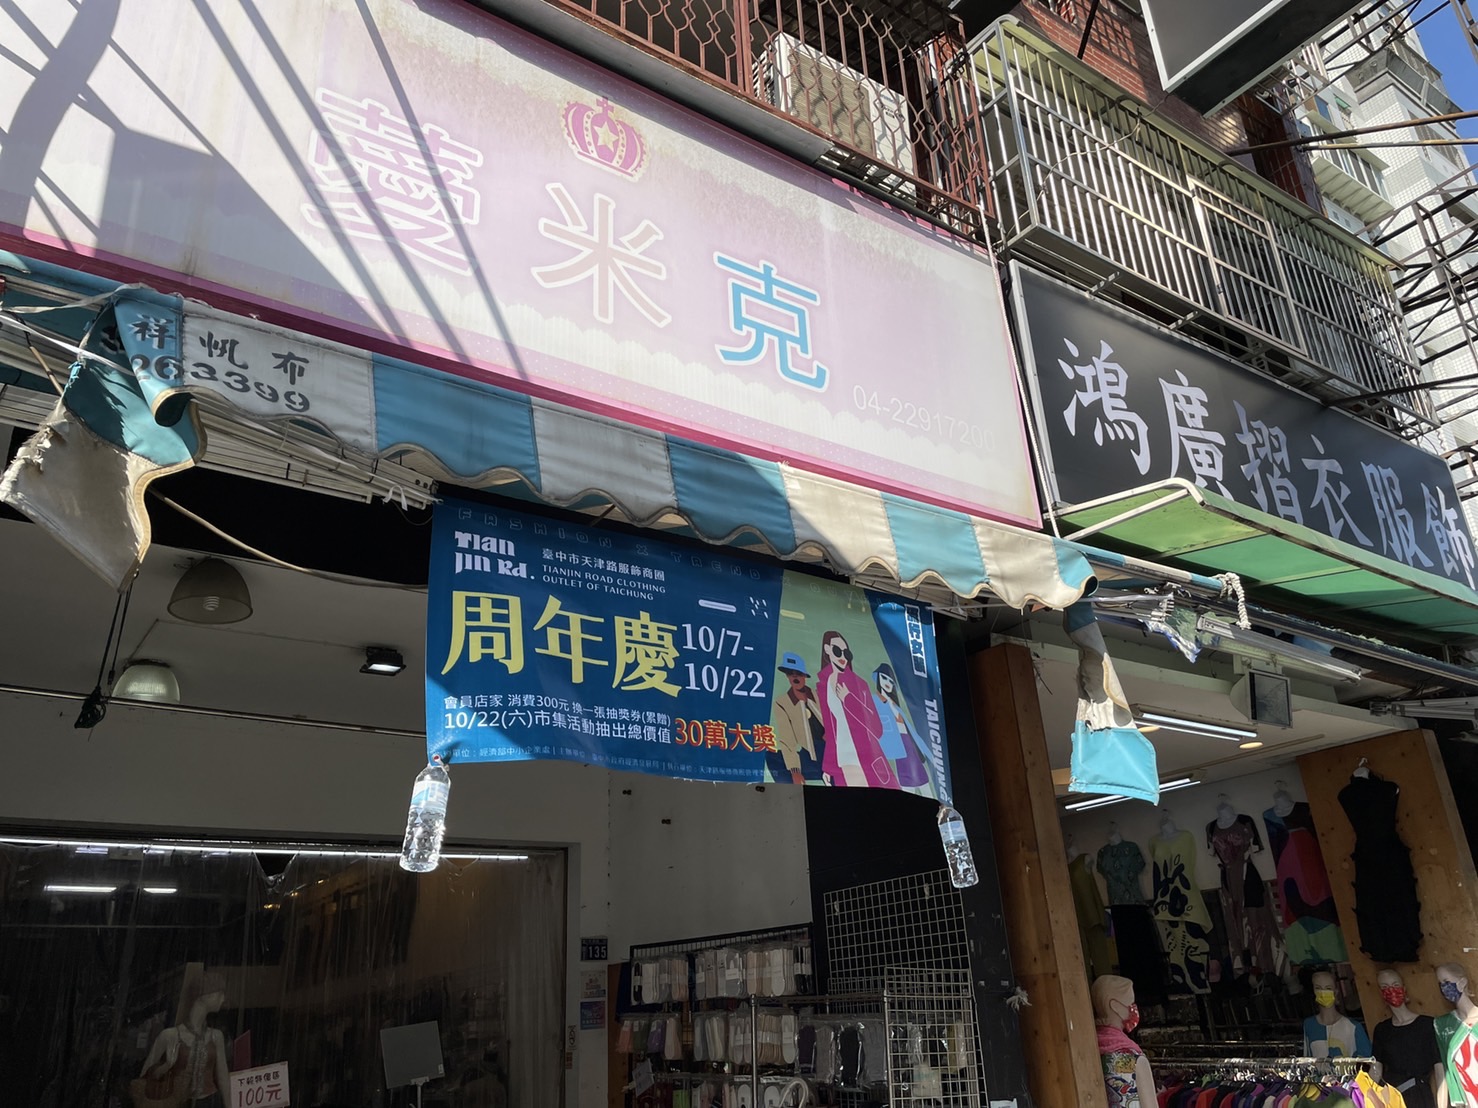 蔓米克
04-22917200
祥帆布
263399
鴻廣摺衣服飾
FASHION X TREND
TIAN JIN Rd.
臺中市天津路服飾商圈
TIANJIN ROAD CLOTHING
OUTLET OF TAICHUNG
周年慶
10/7-
10/22
會員店家 消費300元 換一張抽獎券(累贈)
10/22(六)市集活動抽出總價值30萬大獎
TAICHUNG
135
100元